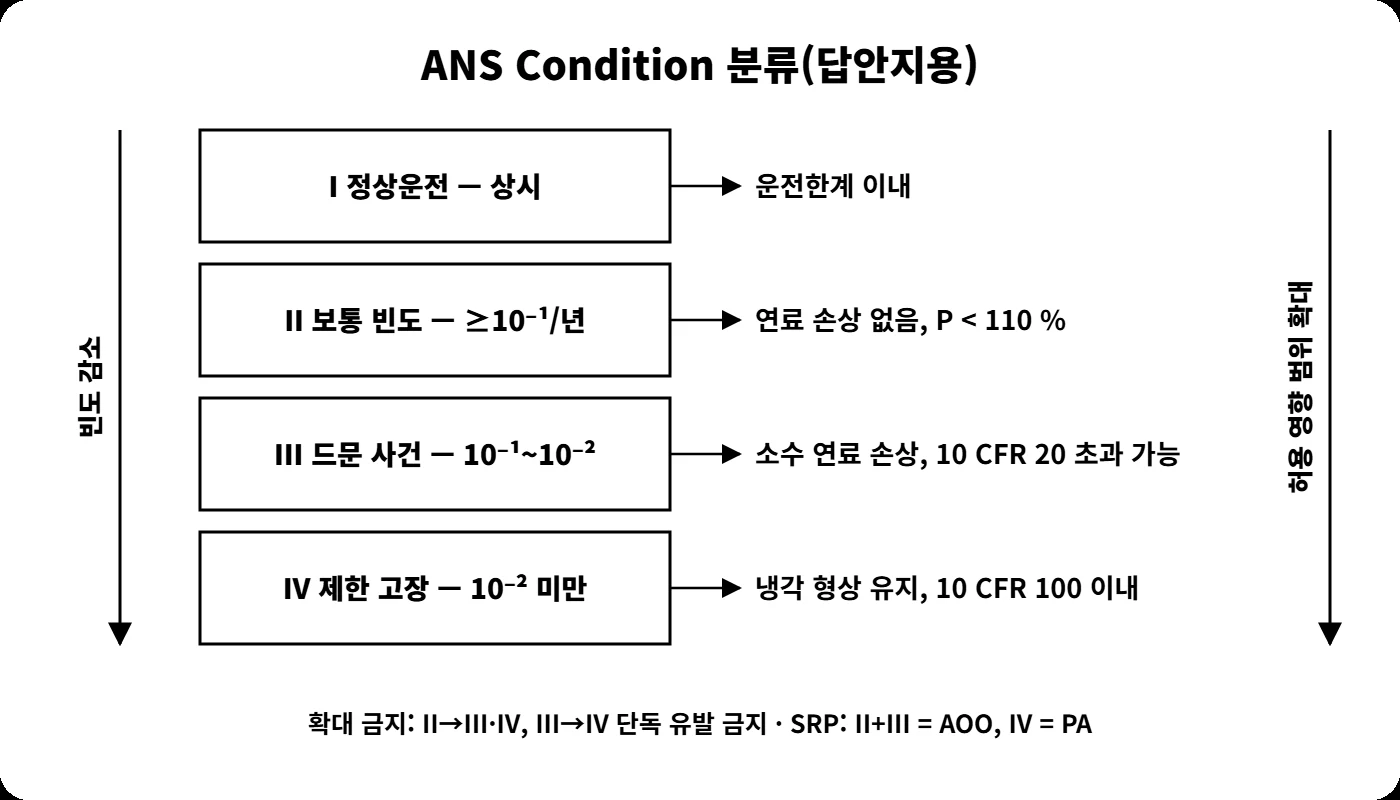 ANS Condition 분류(답안지용)
I 정상운전 — 상시
운전한계 이내
II 보통 빈도 — ≥10⁻¹/년
연료 손상 없음, P < 110 %
III 드문 사건 — 10⁻¹~10⁻²
소수 연료 손상, 10 CFR 20 초과 가능
IV 제한 고장 — 10⁻² 미만
냉각 형상 유지, 10 CFR 100 이내
빈도 감소
허용 영향 범위 확대
확대 금지: II→III·IV, III→IV 단독 유발 금지 · SRP: II+III = AOO, IV = PA